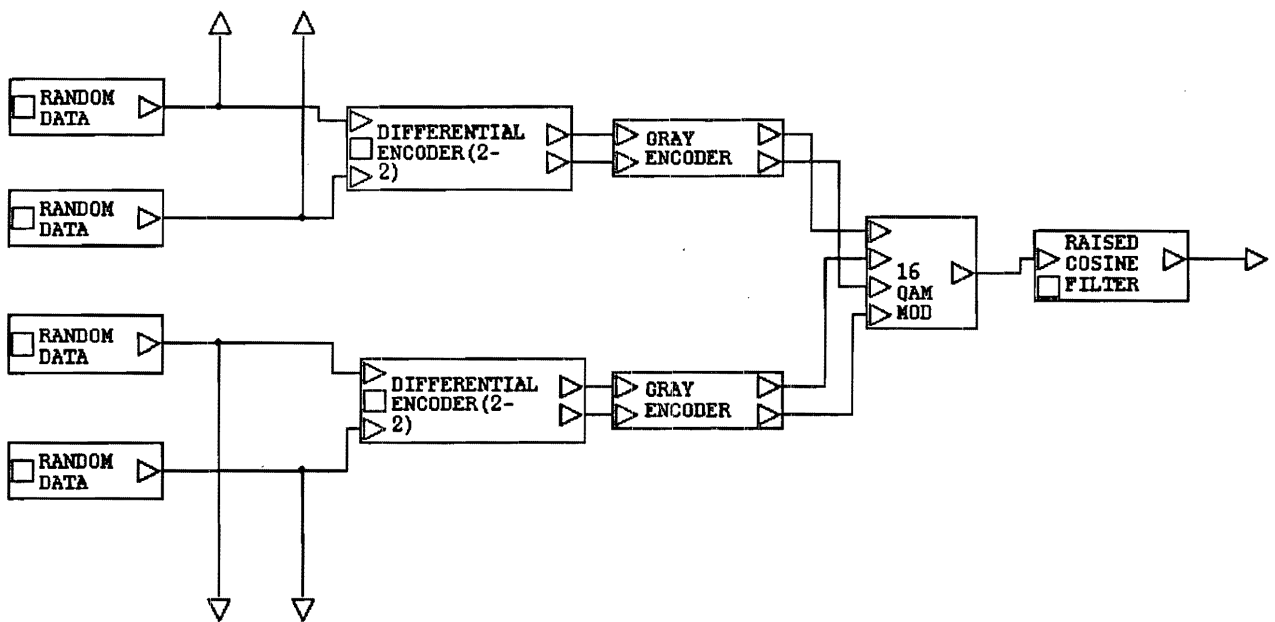 RANDOM
DATA
RANDOM
DATA
DIFFERENTIAL
ENCODER(2-
2)
GRAY
ENCODER
16
QAM
MOD
RAISED
COSINE
FILTER
RANDOM
DATA
RANDOM
DATA
DIFFERENTIAL
ENCODER(2-
2)
GRAY
ENCODER